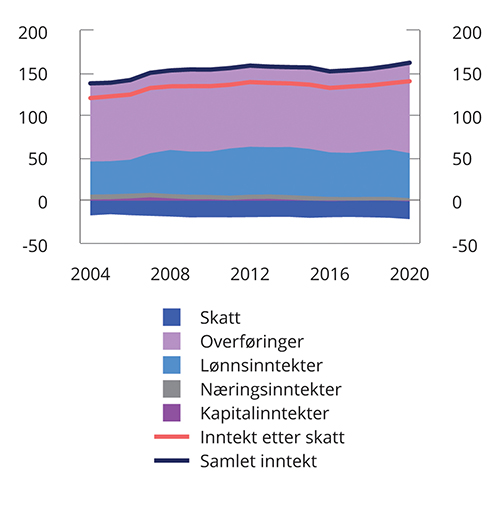 200 200
150 150
100 100
50 50
0 0
-50 -50
2004 2008 2012 2016 2020
Skatt
Overføringer
Lønnsinntekter
Næringsinntekter
Kapitalinntekter
Inntekt etter skatt
Samlet inntekt